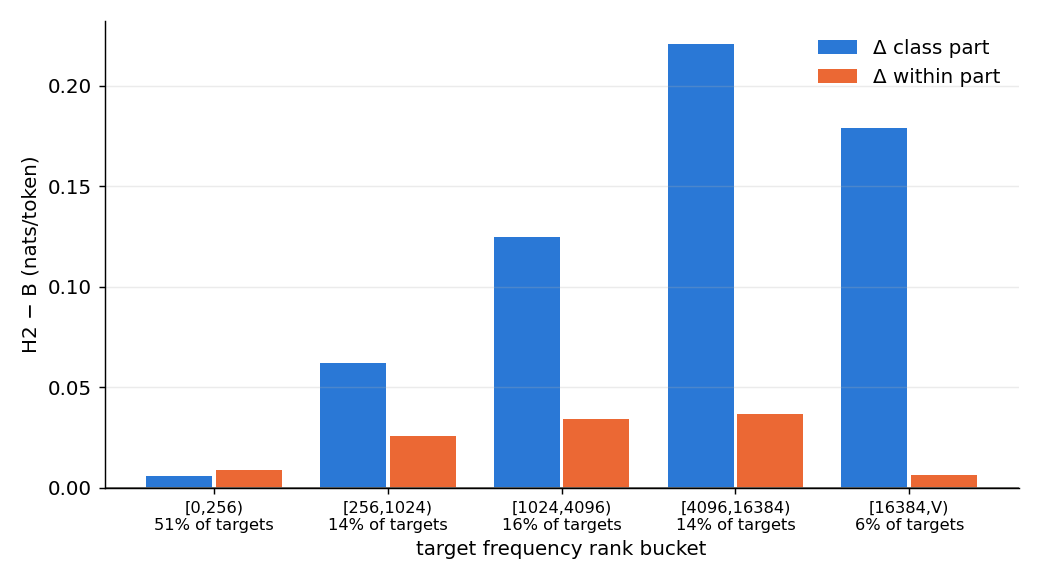 Δ class part
Δ within part
H2 − B (nats/token)
0.20
0.15
0.10
0.05
0.00
[0,256) [256,1024) [1024,4096) [4096,16384) [16384,V)
51% of targets 14% of targets 16% of targets 14% of targets 6% of targets
target frequency rank bucket